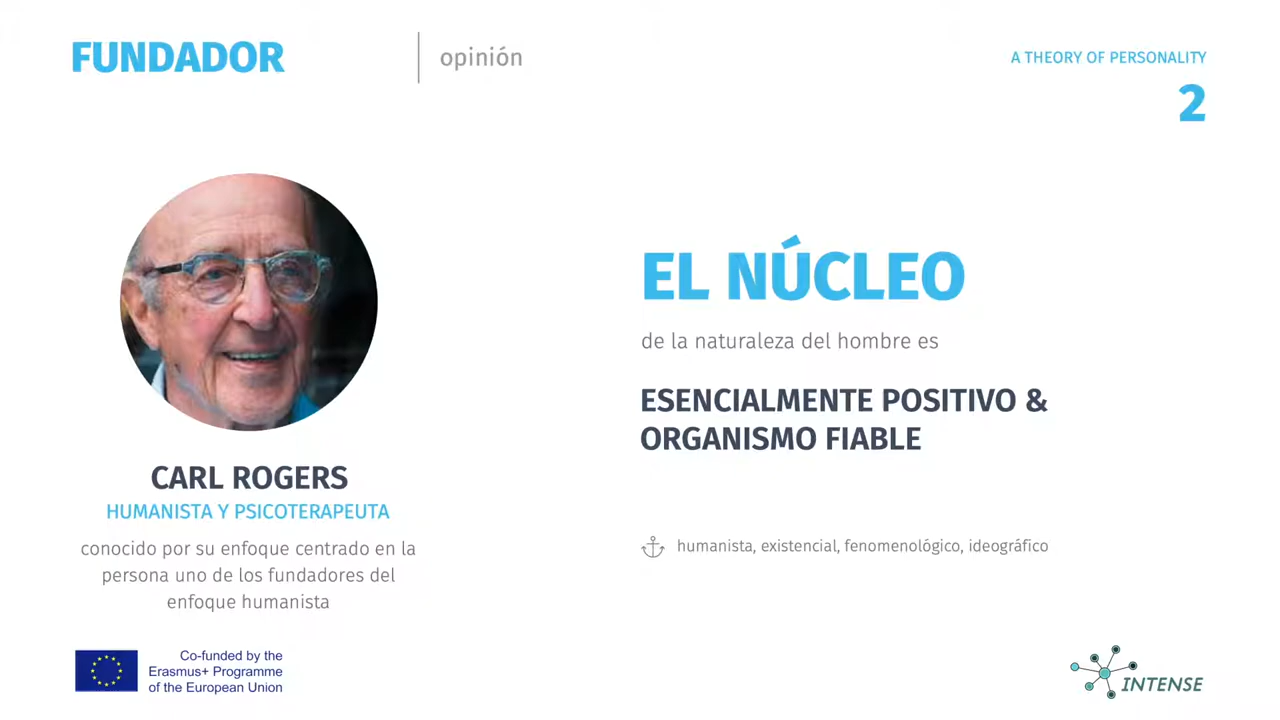 FUNDADOR
opinión
A THEORY OF PERSONALITY
2
CARL ROGERS
HUMANISTA Y PSICOTERAPEUTA
conocido por su enfoque centrado en la
persona uno de los fundadores del
enfoque humanista
EL NÚCLEO
de la naturaleza del hombre es
ESENCIALMENTE POSITIVO &
ORGANISMO FIABLE
humanista, existencial, fenomenológico, ideográfico
Co-funded by the
Erasmus+ Programme
of the European Union
INTENSE